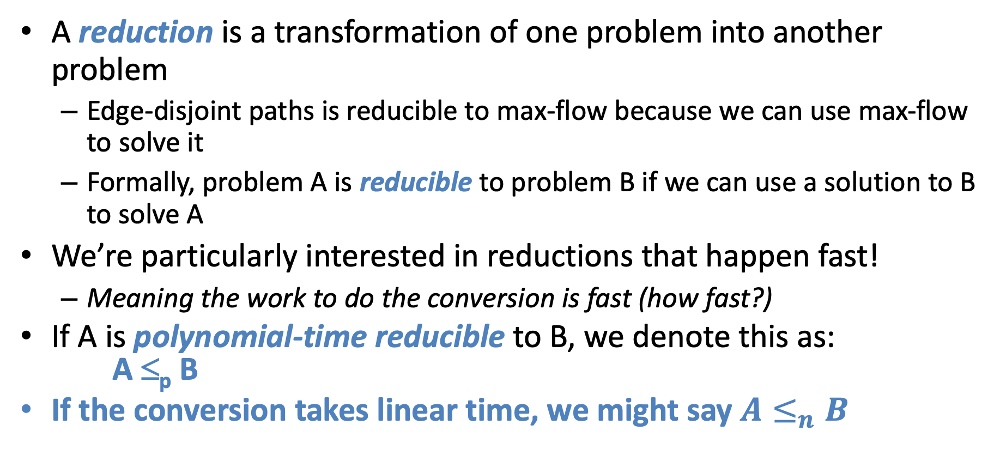 • A reduction is a transformation of one problem into another
problem
– Edge-disjoint paths is reducible to max-flow because we can use max-flow
to solve it
– Formally, problem A is reducible to problem B if we can use a solution to B
to solve A
• We’re particularly interested in reductions that happen fast!
– Meaning the work to do the conversion is fast (how fast?)
• If A is polynomial-time reducible to B, we denote this as:
A ≤p B
• If the conversion takes linear time, we might say A ≤n B